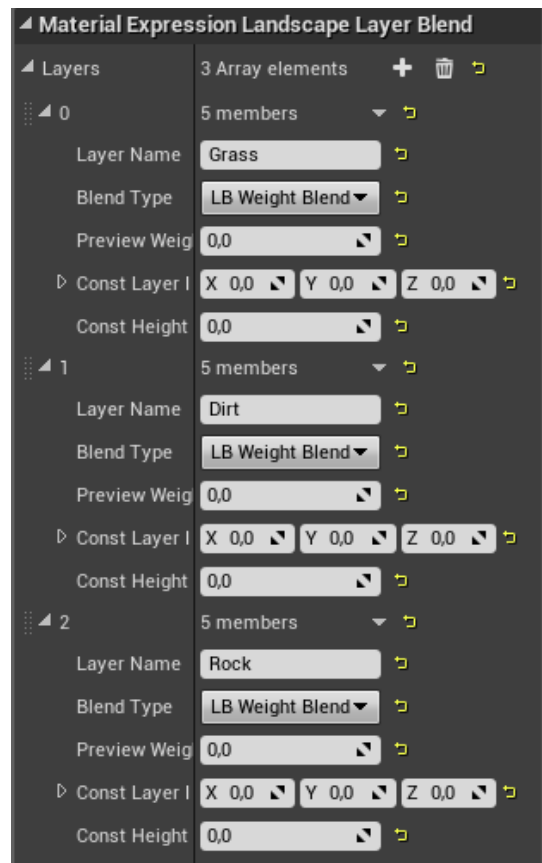 Material Expression Landscape Layer Blend
Layers 3 Array elements
0 5 members
Layer Name Grass
Blend Type LB Weight Blend
Preview Weig 0,0
Const Layer I X 0,0 Y 0,0 Z 0,0
Const Height 0,0
1 5 members
Layer Name Dirt
Blend Type LB Weight Blend
Preview Weig 0,0
Const Layer I X 0,0 Y 0,0 Z 0,0
Const Height 0,0
2 5 members
Layer Name Rock
Blend Type LB Weight Blend
Preview Weig 0,0
Const Layer I X 0,0 Y 0,0 Z 0,0
Const Height 0,0